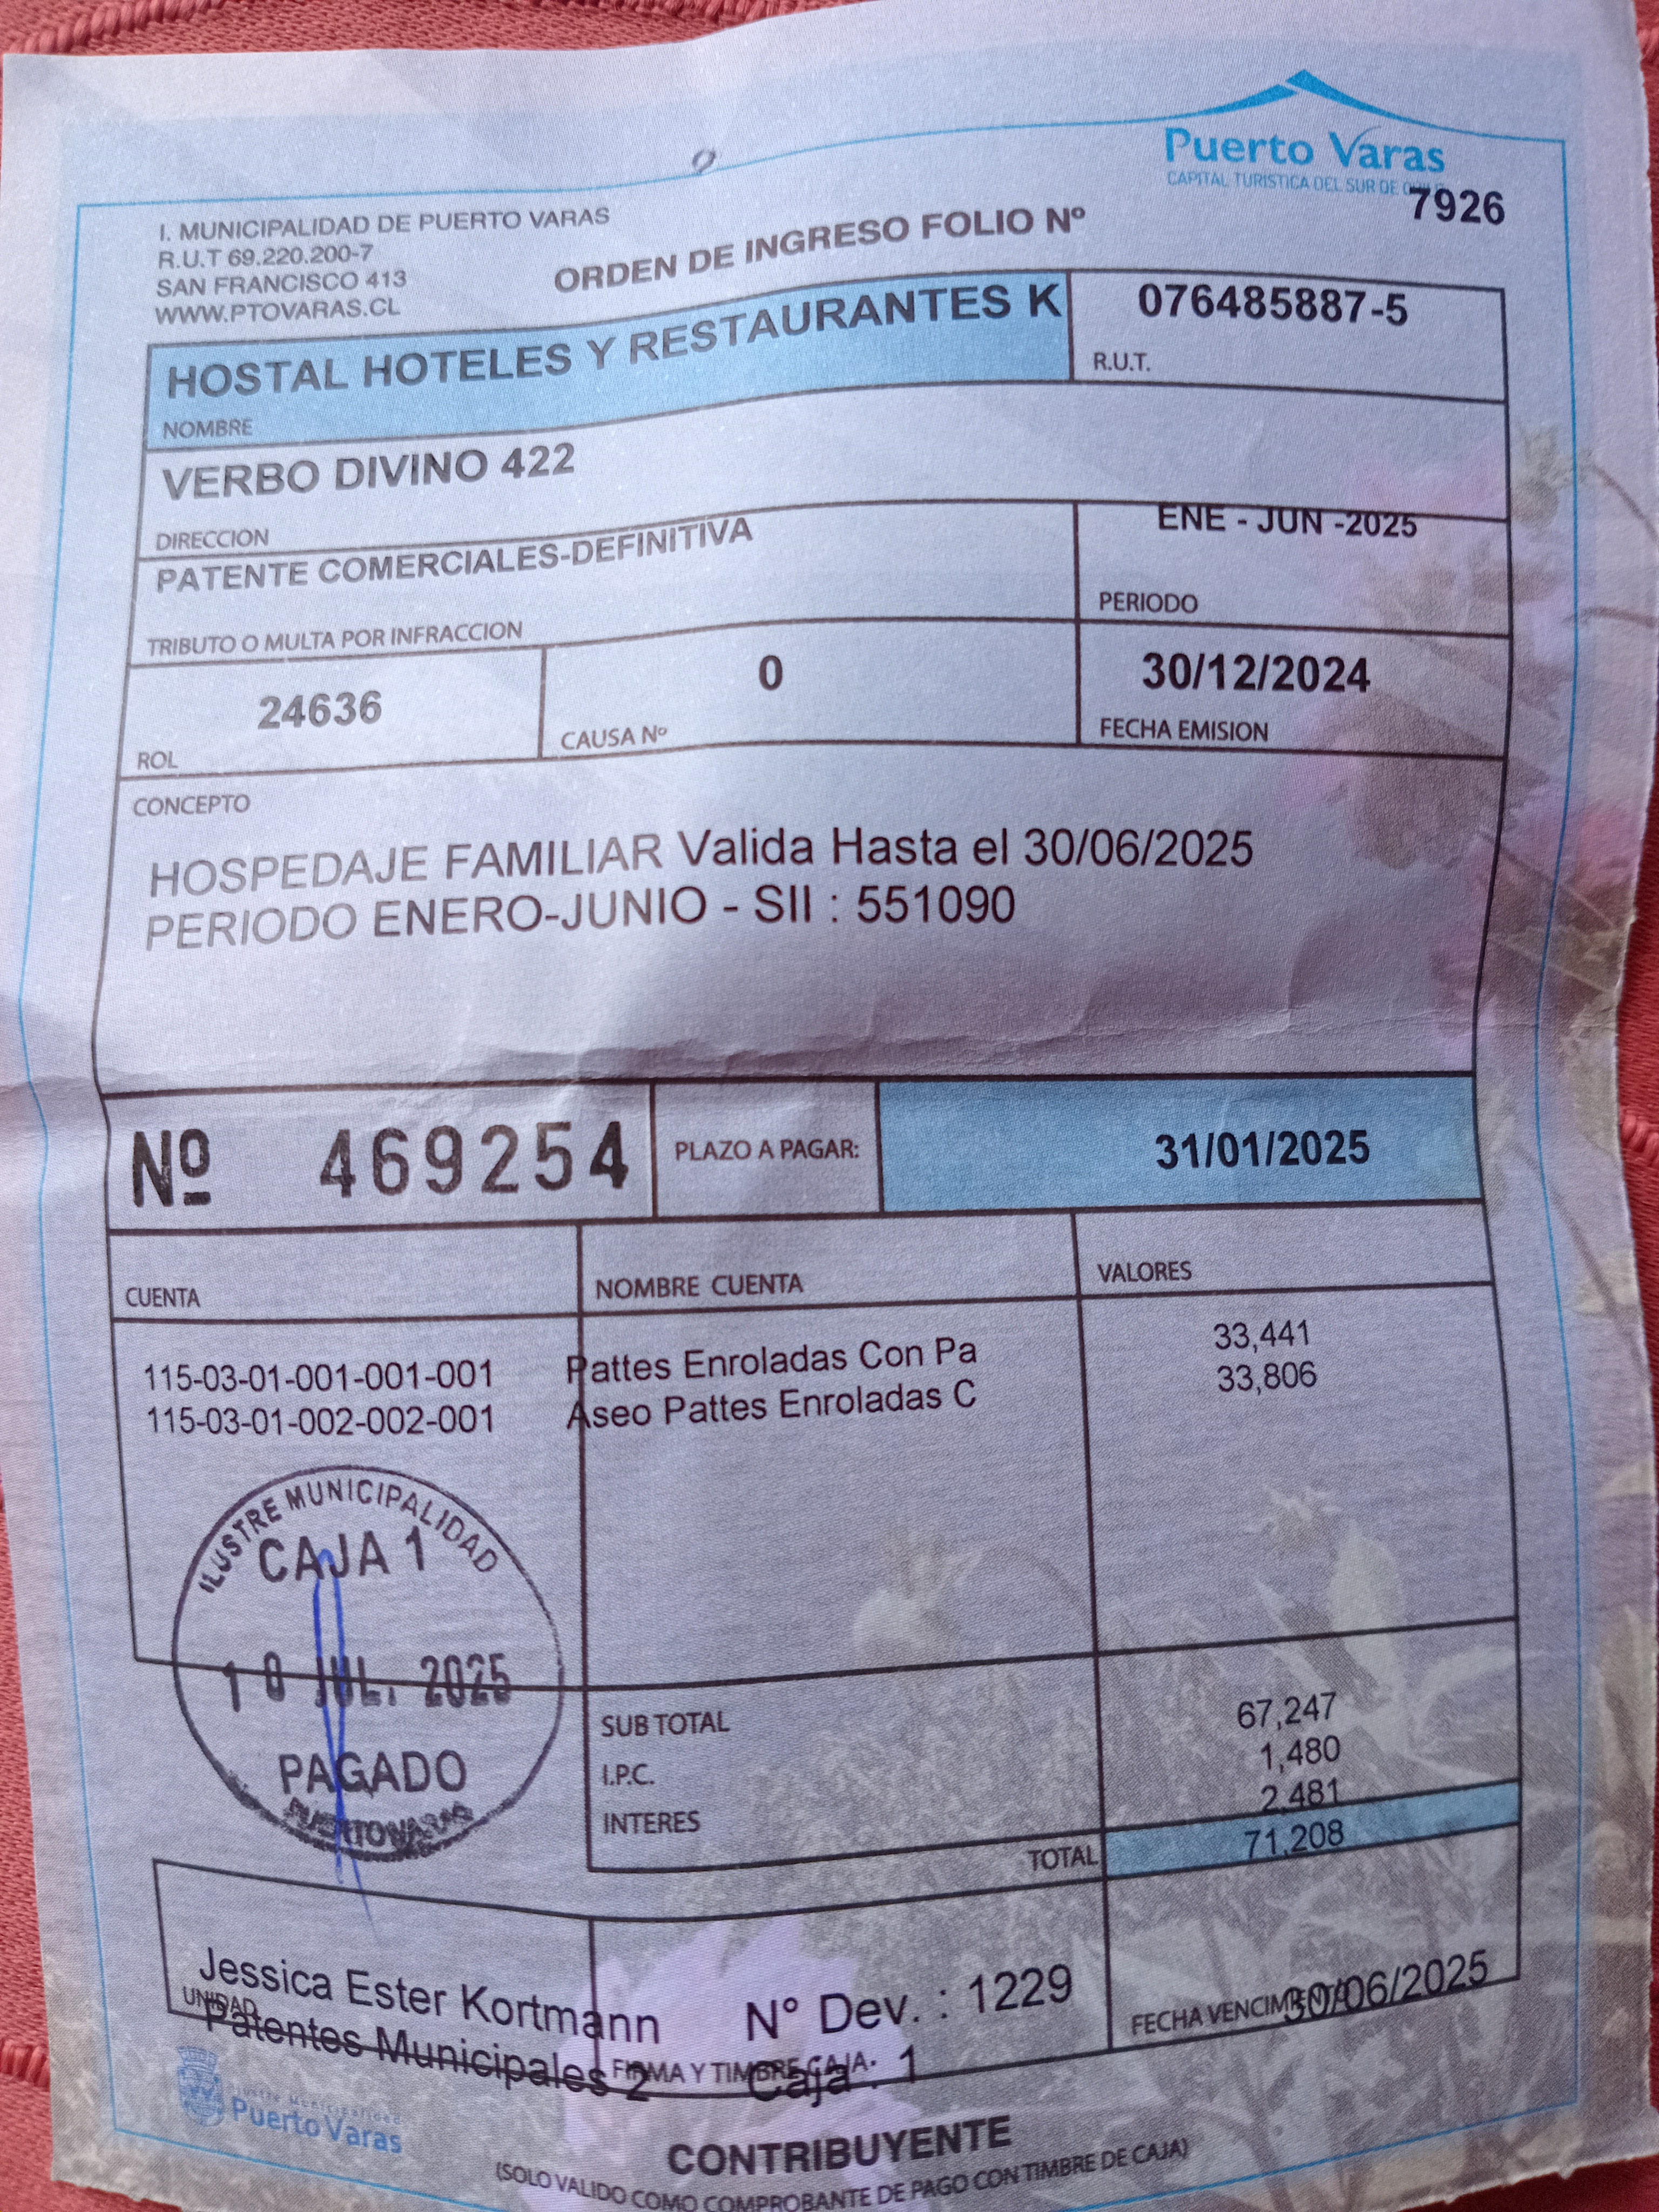 Puerto Varas
CAPITAL TURISTICA DEL SUR DE
7926
I. MUNICIPALIDAD DE PUERTO VARAS
R.U.T 69.220.200-7
SAN FRANCISCO 413
WWW.PTOVARAS.CL
ORDEN DE INGRESO FOLIO Nº
HOSTAL HOTELES Y RESTAURANTES K
NOMBRE
076485887-5
R.U.T.
VERBO DIVINO 422
DIRECCION
PATENTE COMERCIALES-DEFINITIVA
TRIBUTO O MULTA POR INFRACCION
ENE - JUN -2025
PERIODO
24636
ROL
0
CAUSA Nº
30/12/2024
FECHA EMISION
CONCEPTO
HOSPEDAJE FAMILIAR Valida Hasta el 30/06/2025
PERIODO ENERO-JUNIO - SII : 551090
Nº 469254
PLAZO A PAGAR:
31/01/2025
CUENTA NOMBRE CUENTA VALORES
115-03-01-001-001-001 Pattes Enroladas Con Pa 33,441
115-03-01-002-002-001 Aseo Pattes Enroladas C 33,806
ILUSTRE MUNICIPALIDAD
CAJA 1
10 JUL. 2025
PAGADO
PUERTO VARAS
SUB TOTAL 67,247
I.P.C. 1,480
INTERES 2,481
TOTAL 71,208
Jessica Ester Kortmann
UNIDAD
Patentes Municipales 2
N° Dev. : 1229
FIRMA Y TIMBRE CAJA.
Caja : 1
30/06/2025
FECHA
Ilustre Municipalidad
Puerto Varas
CONTRIBUYENTE
(SOLO VALIDO COMO COMPROBANTE DE PAGO CON TIMBRE DE CAJA)